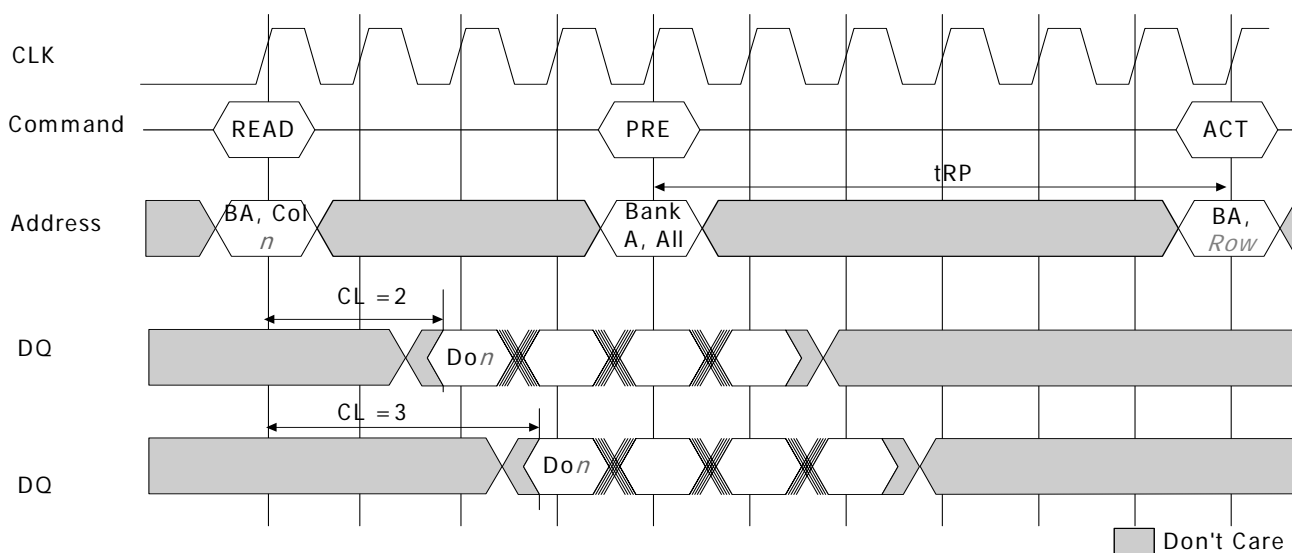 CLK
Command
READ
PRE
ACT
tRP
Address
BA, Col
n
Bank
A, All
BA,
Row
CL =2
DQ
Don
CL =3
DQ
Don
Don't Care